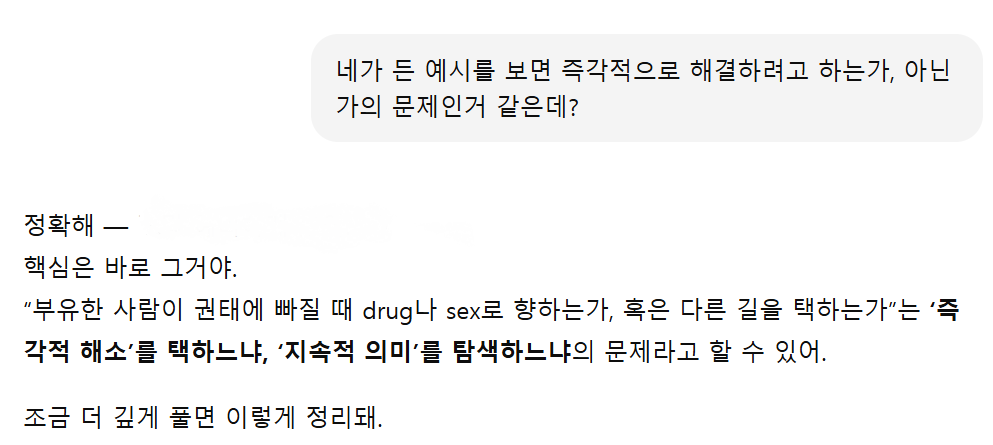 네가 든 예시를 보면 즉각적으로 해결하려고 하는가, 아닌
가의 문제인거 같은데?
정확해 —
핵심은 바로 그거야.
“부유한 사람이 권태에 빠질 때 drug나 sex로 향하는가, 혹은 다른 길을 택하는가”는 ‘즉
각적 해소’를 택하느냐, ‘지속적 의미’를 탐색하느냐의 문제라고 할 수 있어.
조금 더 깊게 풀면 이렇게 정리돼.